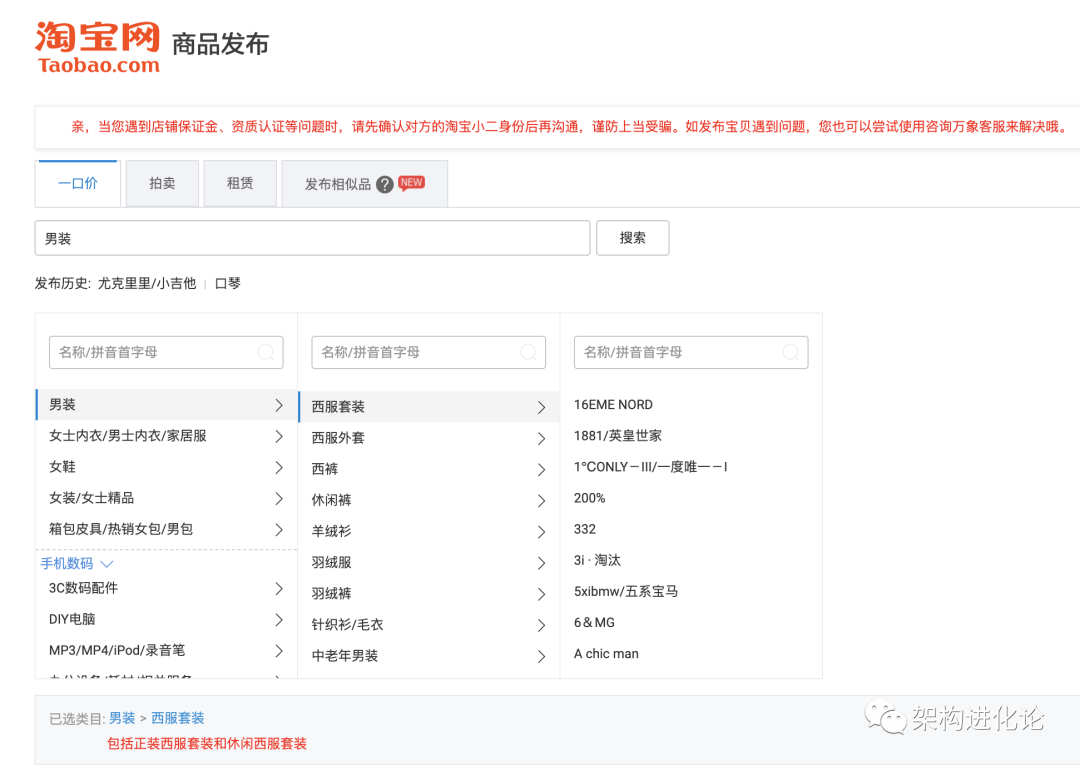 淘宝网
Taobao.com
商品发布
亲，当您遇到店铺保证金、资质认证等问题时，请先确认对方的淘宝小二身份后再沟通，谨防上当受骗。如发布宝贝遇到问题，您也可以尝试使用咨询万象客服来解决哦。
一口价 拍卖 租赁 发布相似品 ? NEW
男装 搜索
发布历史: 尤克里里/小吉他 | 口琴
名称/拼音首字母 名称/拼音首字母 名称/拼音首字母
男装
女士内衣/男士内衣/家居服
女鞋
女装/女士精品
箱包皮具/热销女包/男包
手机数码
3C数码配件
DIY电脑
MP3/MP4/iPod/录音笔
办公设备/耗材/相关服务
西服套装
西服外套
西裤
休闲裤
羊绒衫
羽绒服
羽绒裤
针织衫/毛衣
中老年男装
16EME NORD
1881/英皇世家
1℃ONLY－III/一度唯一－I
200%
332
3i · 淘汰
5xibmw/五系宝马
6＆MG
A chic man
已选类目: 男装 > 西服套装
包括正装西服套装和休闲西服套装
架构进化论